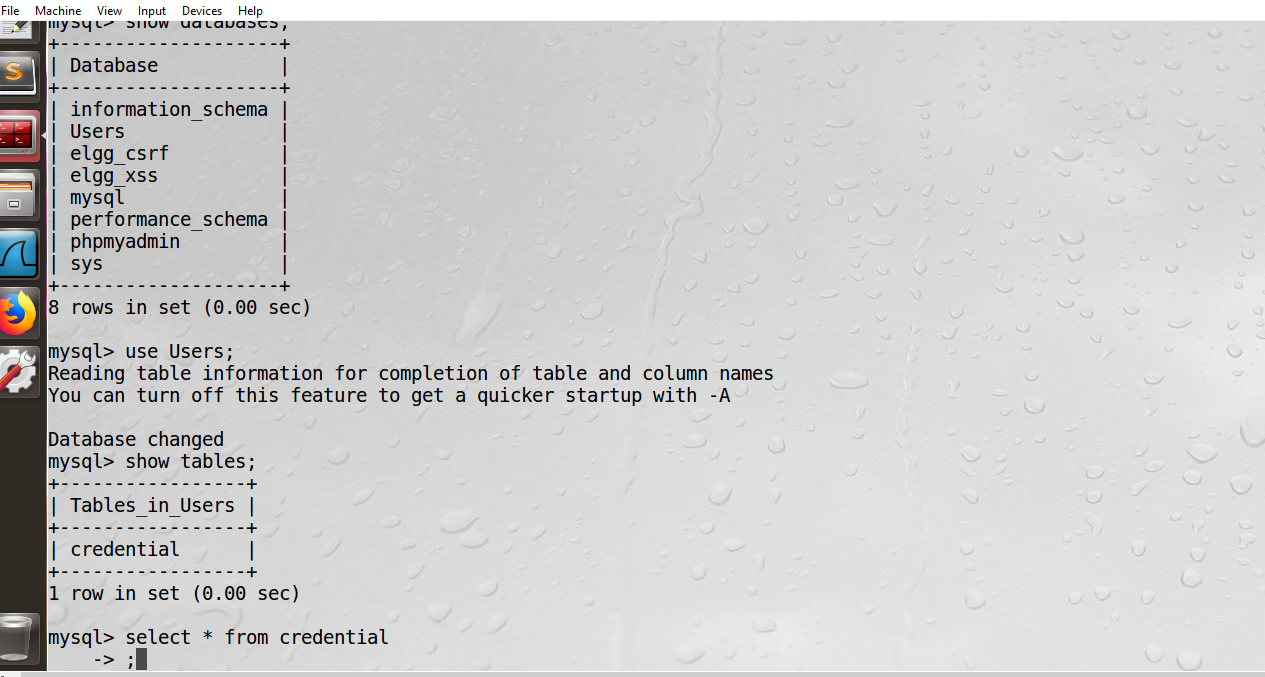 File Machine View Input Devices Help
mysql> show databases;
+--------------------+
| Database           |
+--------------------+
| information_schema |
| Users              |
| elgg_csrf          |
| elgg_xss           |
| mysql              |
| performance_schema |
| phpmyadmin         |
| sys                |
+--------------------+
8 rows in set (0.00 sec)

mysql> use Users;
Reading table information for completion of table and column names
You can turn off this feature to get a quicker startup with -A

Database changed
mysql> show tables;
+-----------------+
| Tables_in_Users |
+-----------------+
| credential      |
+-----------------+
1 row in set (0.00 sec)

mysql> select * from credential
    -> ;